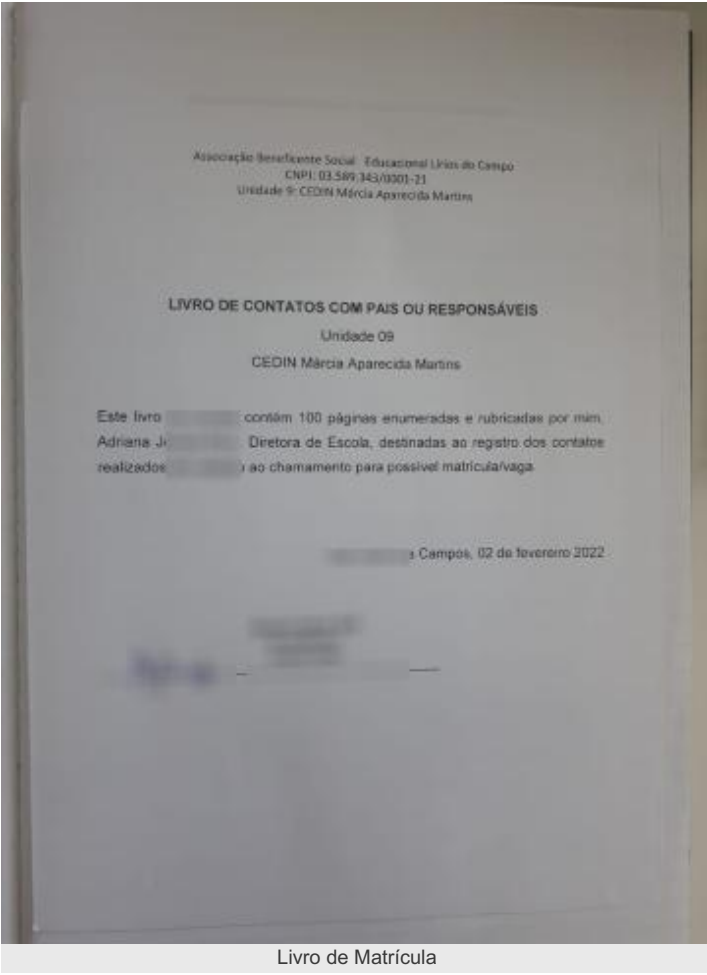 Associação Beneficente Social Educacional Lírios do Campo
CNPJ: 03.589.343/0001-21
Unidade 9: CEDIN Márcia Aparecida Martins
LIVRO DE CONTATOS COM PAIS OU RESPONSÁVEIS
Unidade 09
CEDIN Márcia Aparecida Martins
Este livro contém 100 páginas enumeradas e rubricadas por mim,
Adriana Diretora de Escola, destinadas ao registro dos contatos
realizados ao chamamento para possível matrícula/vaga.
Campos, 02 de fevereiro 2022
Livro de Matrícula